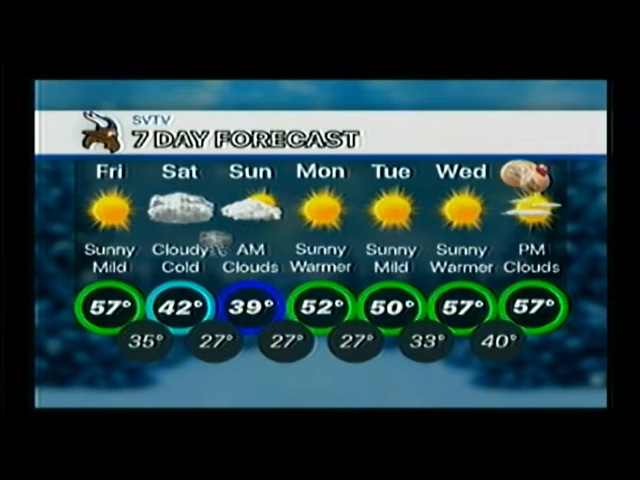 SVTV
7 DAY FORECAST
Fri Sat Sun Mon Tue Wed
Sunny Cloudy AM Sunny Sunny Sunny PM
Mild Cold Clouds Warmer Mild Warmer Clouds
57° 42° 39° 52° 50° 57° 57°
35° 27° 27° 27° 33° 40°